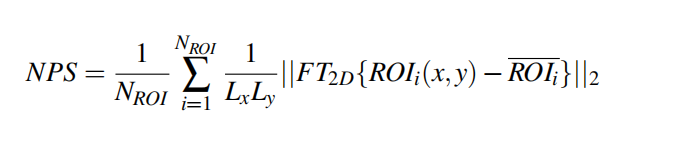 NPS = \frac{1}{N_{ROI}} \sum_{i=1}^{N_{ROI}} \frac{1}{L_x L_y} ||FT_{2D}\{ROI_i(x, y) - \overline{ROI_i}\}||_2